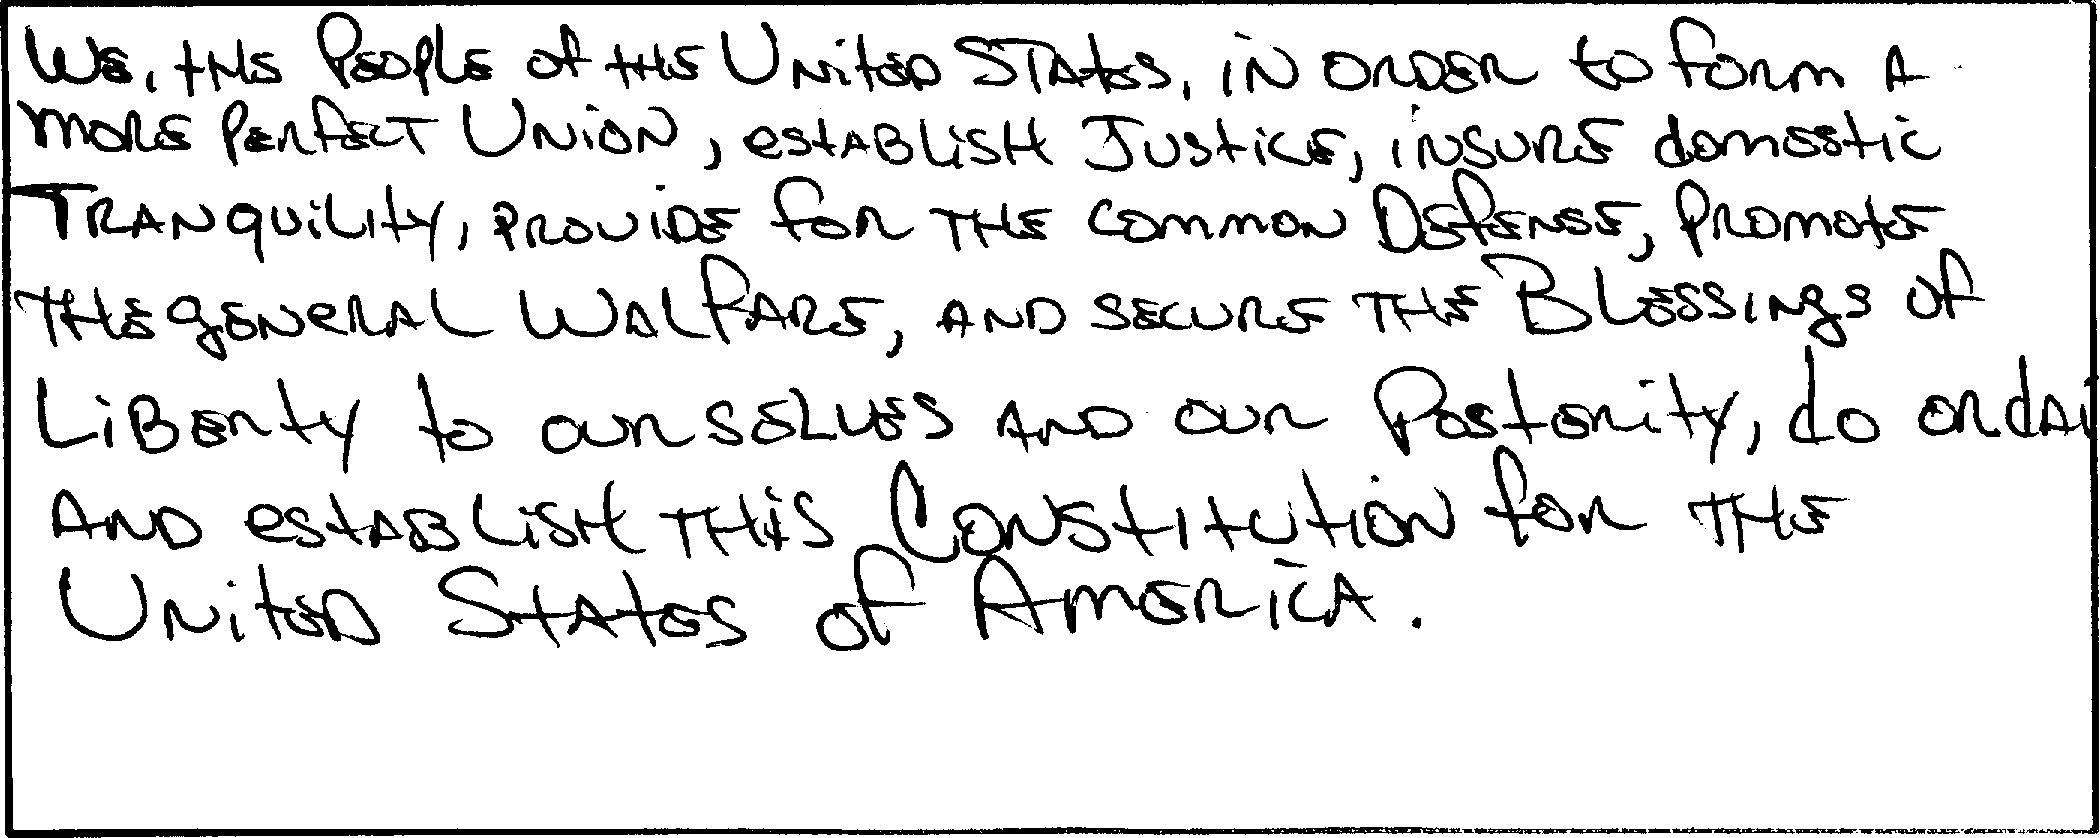 We, the People of the United States, in order to form a
more perfect Union, establish Justice, insure domestic
Tranquility, provide for the common Defense, promote
the general Walfare, and secure the Blessings of
Liberty to ourselves and our Posterity, do ordai
and establish this Constitution for the
United States of America.